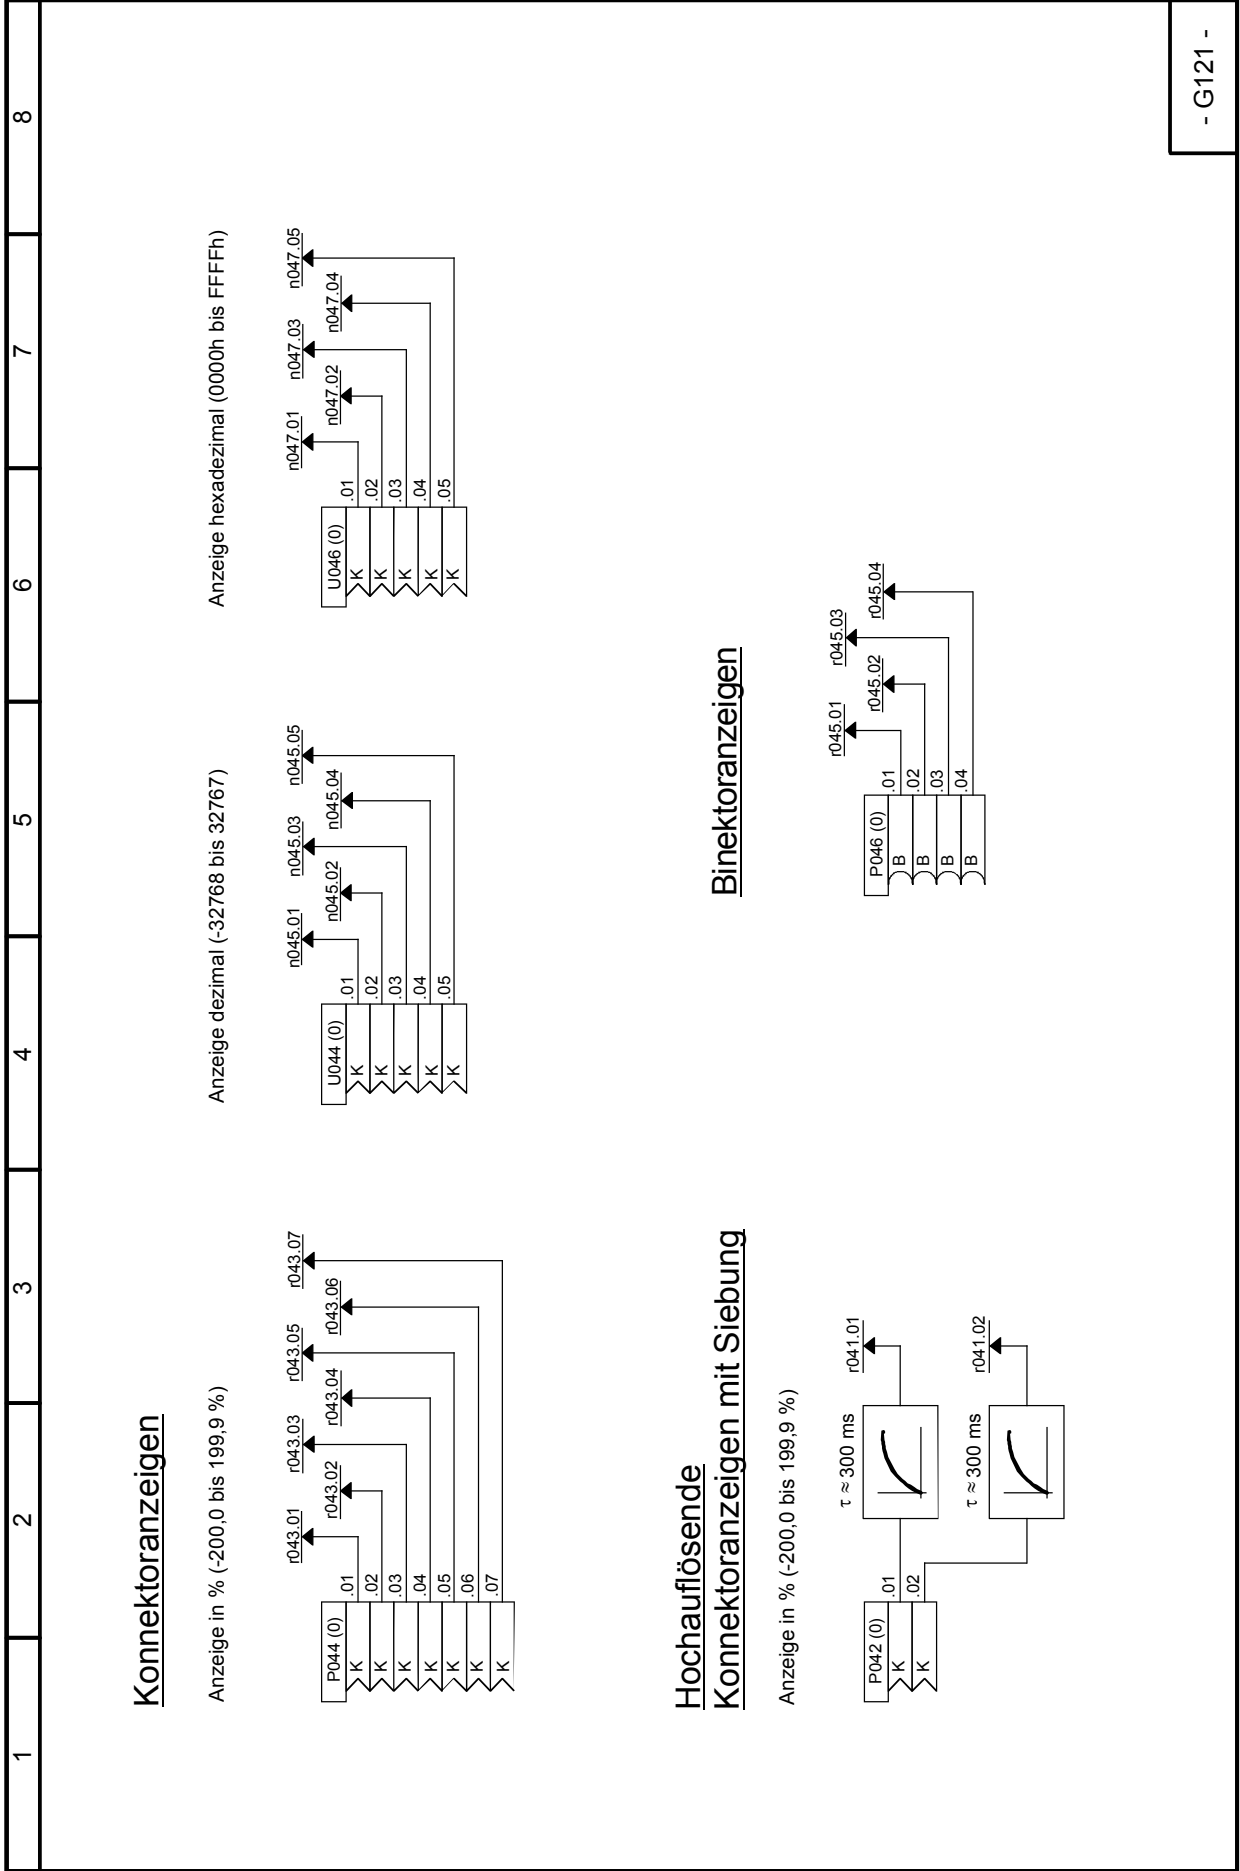 Konnektoranzeigen
Anzeige in % (-200,0 bis 199,9 %)
r043.01
r043.02
r043.03
r043.04
r043.05
r043.06
r043.07
P044 (0)
K .01
K .02
K .03
K .04
K .05
K .06
K .07
Anzeige dezimal (-32768 bis 32767)
n045.01
n045.02
n045.03
n045.04
n045.05
U044 (0)
K .01
K .02
K .03
K .04
K .05
Anzeige hexadezimal (0000h bis FFFFh)
n047.01
n047.02
n047.03
n047.04
n047.05
U046 (0)
K .01
K .02
K .03
K .04
K .05
Hochauflösende
Konnektoranzeigen mit Siebung
Anzeige in % (-200,0 bis 199,9 %)
P042 (0)
K .01
K .02
τ ≈ 300 ms
r041.01
τ ≈ 300 ms
r041.02
Binektoranzeigen
r045.01
r045.02
r045.03
r045.04
P046 (0)
B .01
B .02
B .03
B .04
1 2 3 4 5 6 7 8
- G121 -